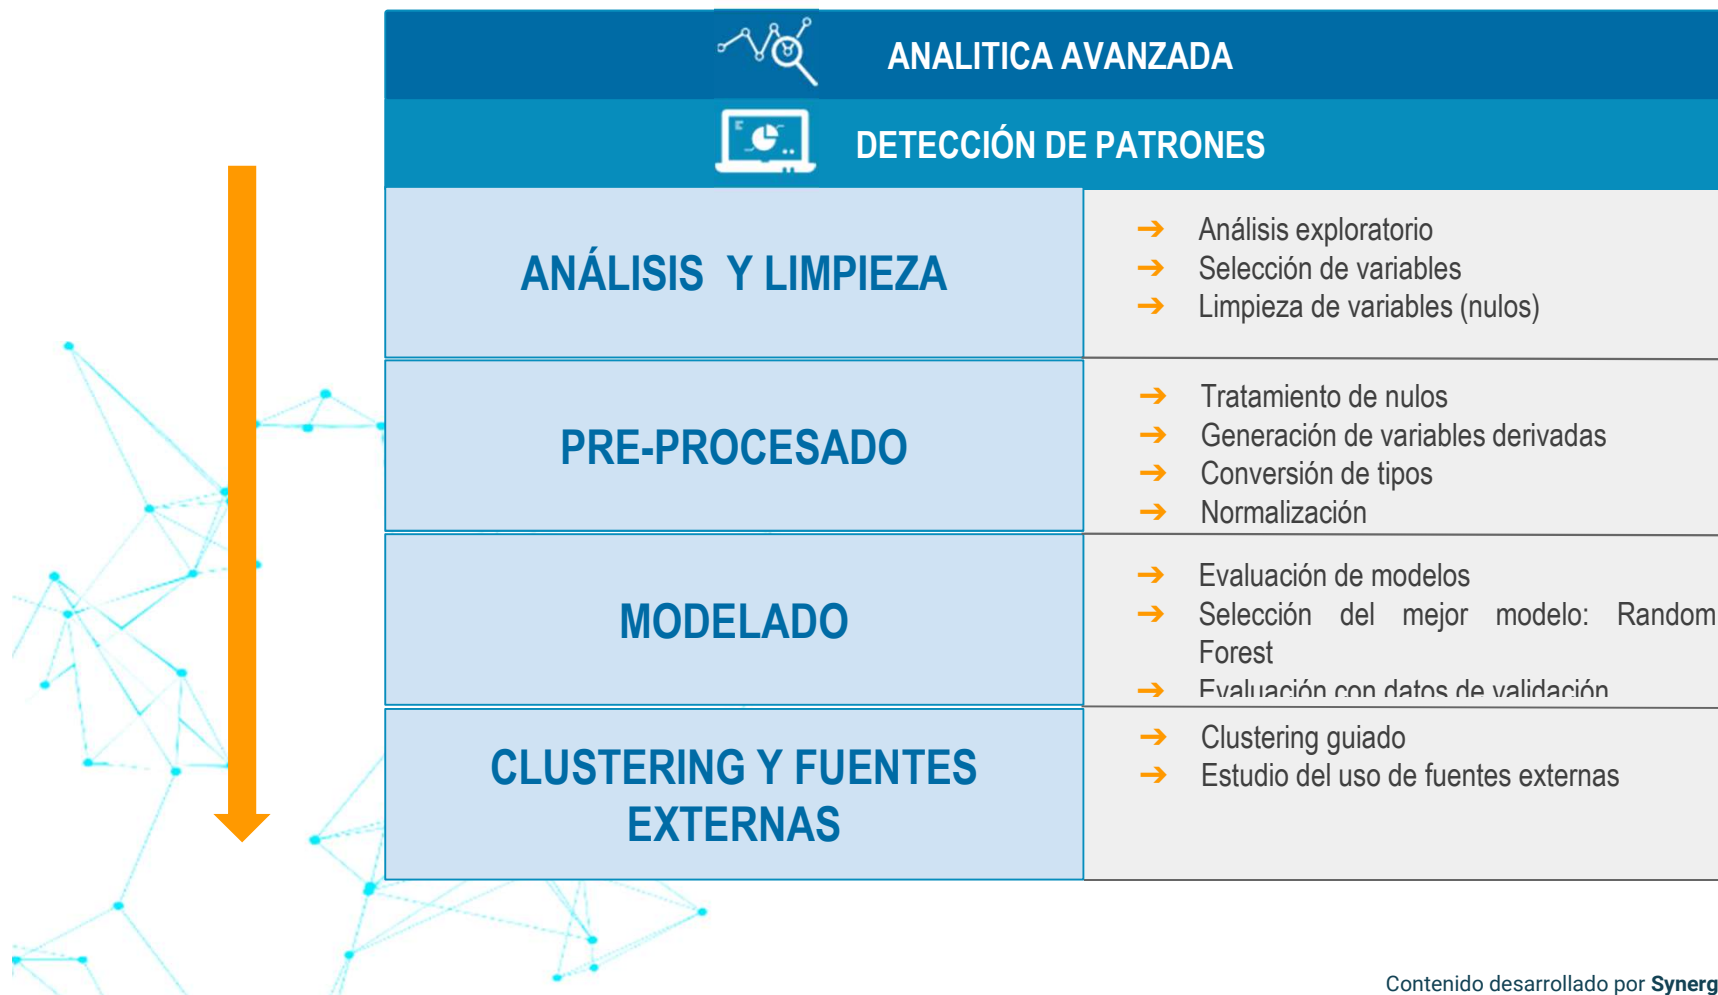 ANALITICA AVANZADA
DETECCIÓN DE PATRONES
ANÁLISIS Y LIMPIEZA
Análisis exploratorio
Selección de variables
Limpieza de variables (nulos)
PRE-PROCESADO
Tratamiento de nulos
Generación de variables derivadas
Conversión de tipos
Normalización
MODELADO
Evaluación de modelos
Selección del mejor modelo: Random
Forest
Evaluación con datos de validación
CLUSTERING Y FUENTES
EXTERNAS
Clustering guiado
Estudio del uso de fuentes externas
Contenido desarrollado por Synerg